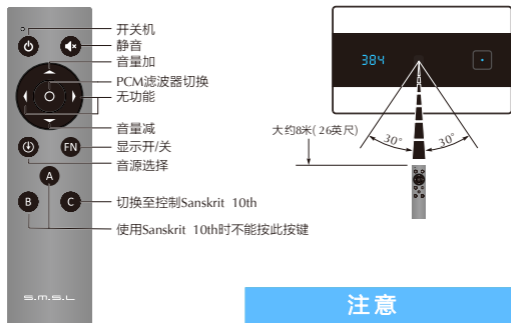 开关机
静音
音量加
PCM滤波器切换
无功能
音量减
FN
显示开/关
音源选择
A
B
C
切换至控制Sanskrit 10th
使用Sanskrit 10th时不能按此按键
S.M.S.L
384
大约8米( 26英尺)
30°
30°
注意